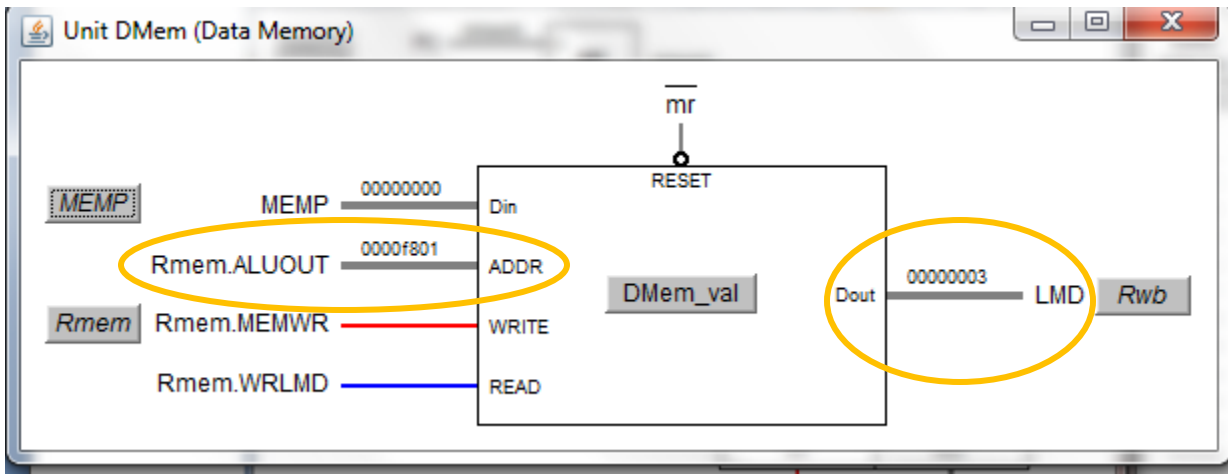 Unit DMem (Data Memory)
mr
RESET
MEMP MEMP 00000000 Din
Rmem.ALUOUT 0000f801 ADDR
DMem_val
Dout 00000003 LMD Rwb
Rmem Rmem.MEMWR WRITE
Rmem.WRLMD READ